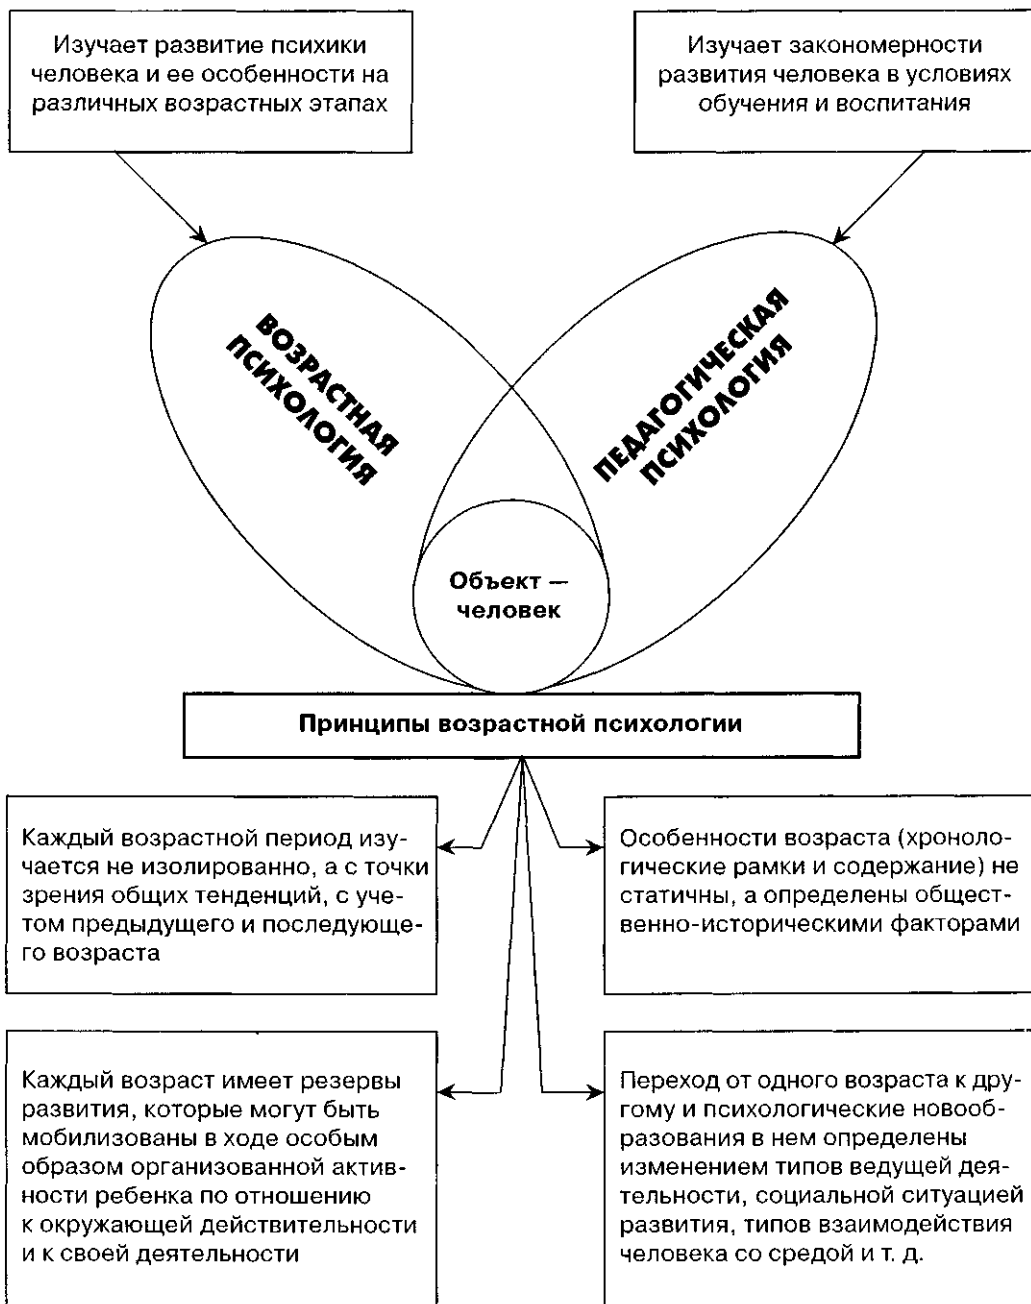 Изучает развитие психики
человека и ее особенности на
различных возрастных этапах
Изучает закономерности
развития человека в условиях
обучения и воспитания
ВОЗРАСТНАЯ
ПСИХОЛОГИЯ
ПЕДАГОГИЧЕСКАЯ
ПСИХОЛОГИЯ
Объект —
человек
Принципы возрастной психологии
Каждый возрастной период изу-
чается не изолированно, а с точки
зрения общих тенденций, с уче-
том предыдущего и последующе-
го возраста
Особенности возраста (хроноло-
гические рамки и содержание) не
статичны, а определены общест-
венно-историческими факторами
Каждый возраст имеет резервы
развития, которые могут быть
мобилизованы в ходе особым
образом организованной актив-
ности ребенка по отношению
к окружающей действительности
и к своей деятельности
Переход от одного возраста к дру-
гому и психологические новооб-
разования в нем определены
изменением типов ведущей дея-
тельности, социальной ситуацией
развития, типов взаимодействия
человека со средой и т. д.